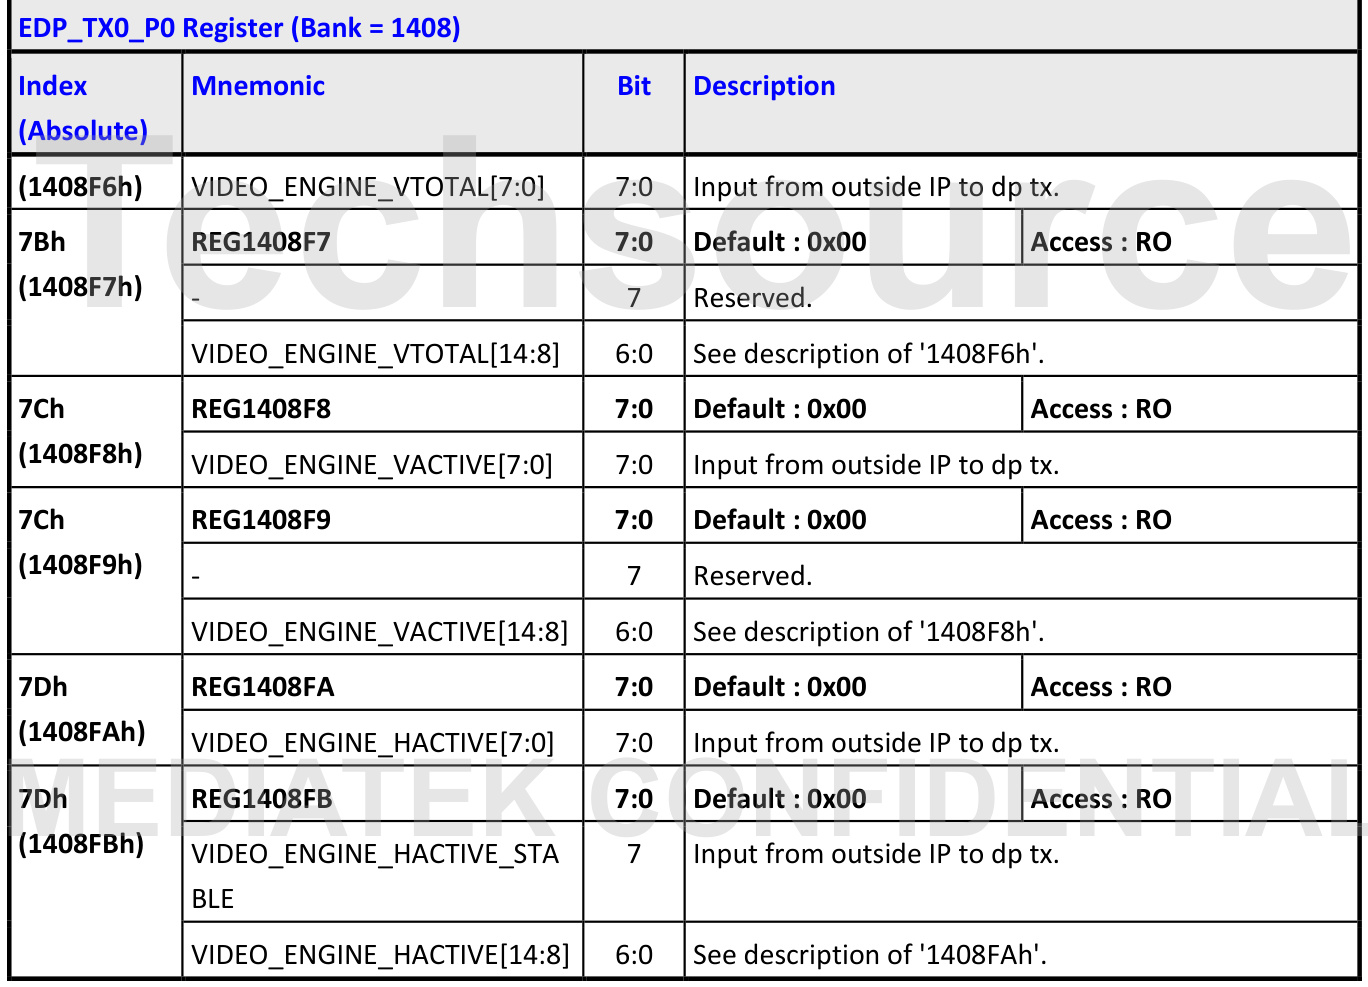 EDP_TX0_P0 Register (Bank = 1408)
Index (Absolute) Mnemonic Bit Description
(1408F6h) VIDEO_ENGINE_VTOTAL[7:0] 7:0 Input from outside IP to dp tx.
7Bh (1408F7h) REG1408F7 7:0 Default : 0x00 Access : RO
- 7 Reserved.
VIDEO_ENGINE_VTOTAL[14:8] 6:0 See description of '1408F6h'.
7Ch (1408F8h) REG1408F8 7:0 Default : 0x00 Access : RO
VIDEO_ENGINE_VACTIVE[7:0] 7:0 Input from outside IP to dp tx.
7Ch (1408F9h) REG1408F9 7:0 Default : 0x00 Access : RO
- 7 Reserved.
VIDEO_ENGINE_VACTIVE[14:8] 6:0 See description of '1408F8h'.
7Dh (1408FAh) REG1408FA 7:0 Default : 0x00 Access : RO
VIDEO_ENGINE_HACTIVE[7:0] 7:0 Input from outside IP to dp tx.
7Dh (1408FBh) REG1408FB 7:0 Default : 0x00 Access : RO
VIDEO_ENGINE_HACTIVE_STABLE 7 Input from outside IP to dp tx.
VIDEO_ENGINE_HACTIVE[14:8] 6:0 See description of '1408FAh'.
Techsource
MEDIATEK CONFIDENTIAL